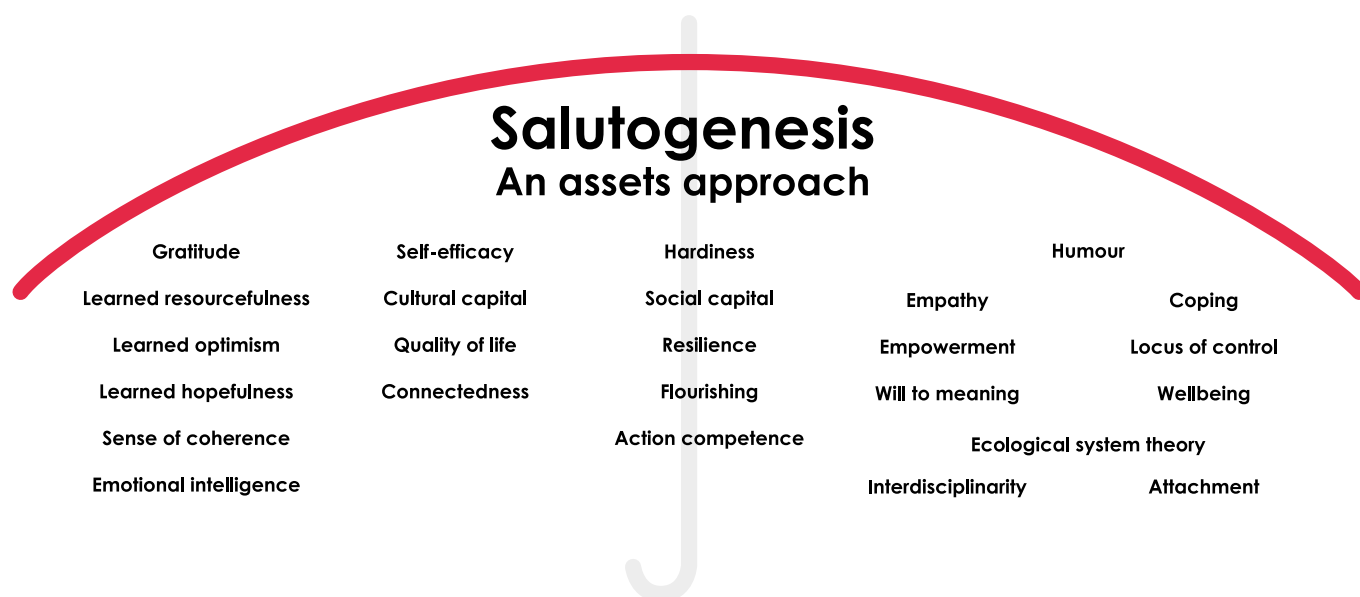 Salutogenesis
An assets approach
Gratitude
Learned resourcefulness
Learned optimism
Learned hopefulness
Sense of coherence
Emotional intelligence
Self-efficacy
Cultural capital
Quality of life
Connectedness
Hardiness
Social capital
Resilience
Flourishing
Action competence
Humour
Empathy
Coping
Empowerment
Locus of control
Will to meaning
Wellbeing
Ecological system theory
Interdisciplinarity
Attachment